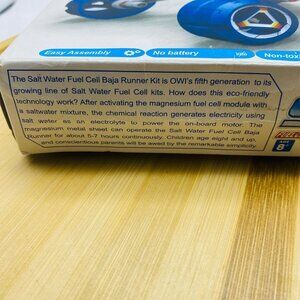 Easy Assembly
No battery
Non-tox
The Salt Water Fuel Cell Baja Runner Kit is OWI's fifth generation to its
growing line of Salt Water Fuel Cell kits. How does this eco-friendly
technology work? After activating the magnesium fuel cell module with
a saltwater mixture, the chemical reaction generates electricity using
salt water as an electrolyte to power the on-board motor. The
magnesium metal sheet can operate the Salt Water Fuel Cell Baja
Runner for about 5-7 hours continuously. Children age eight and up,
and conscientious parents will be awed by the remarkable simplicity.
8+